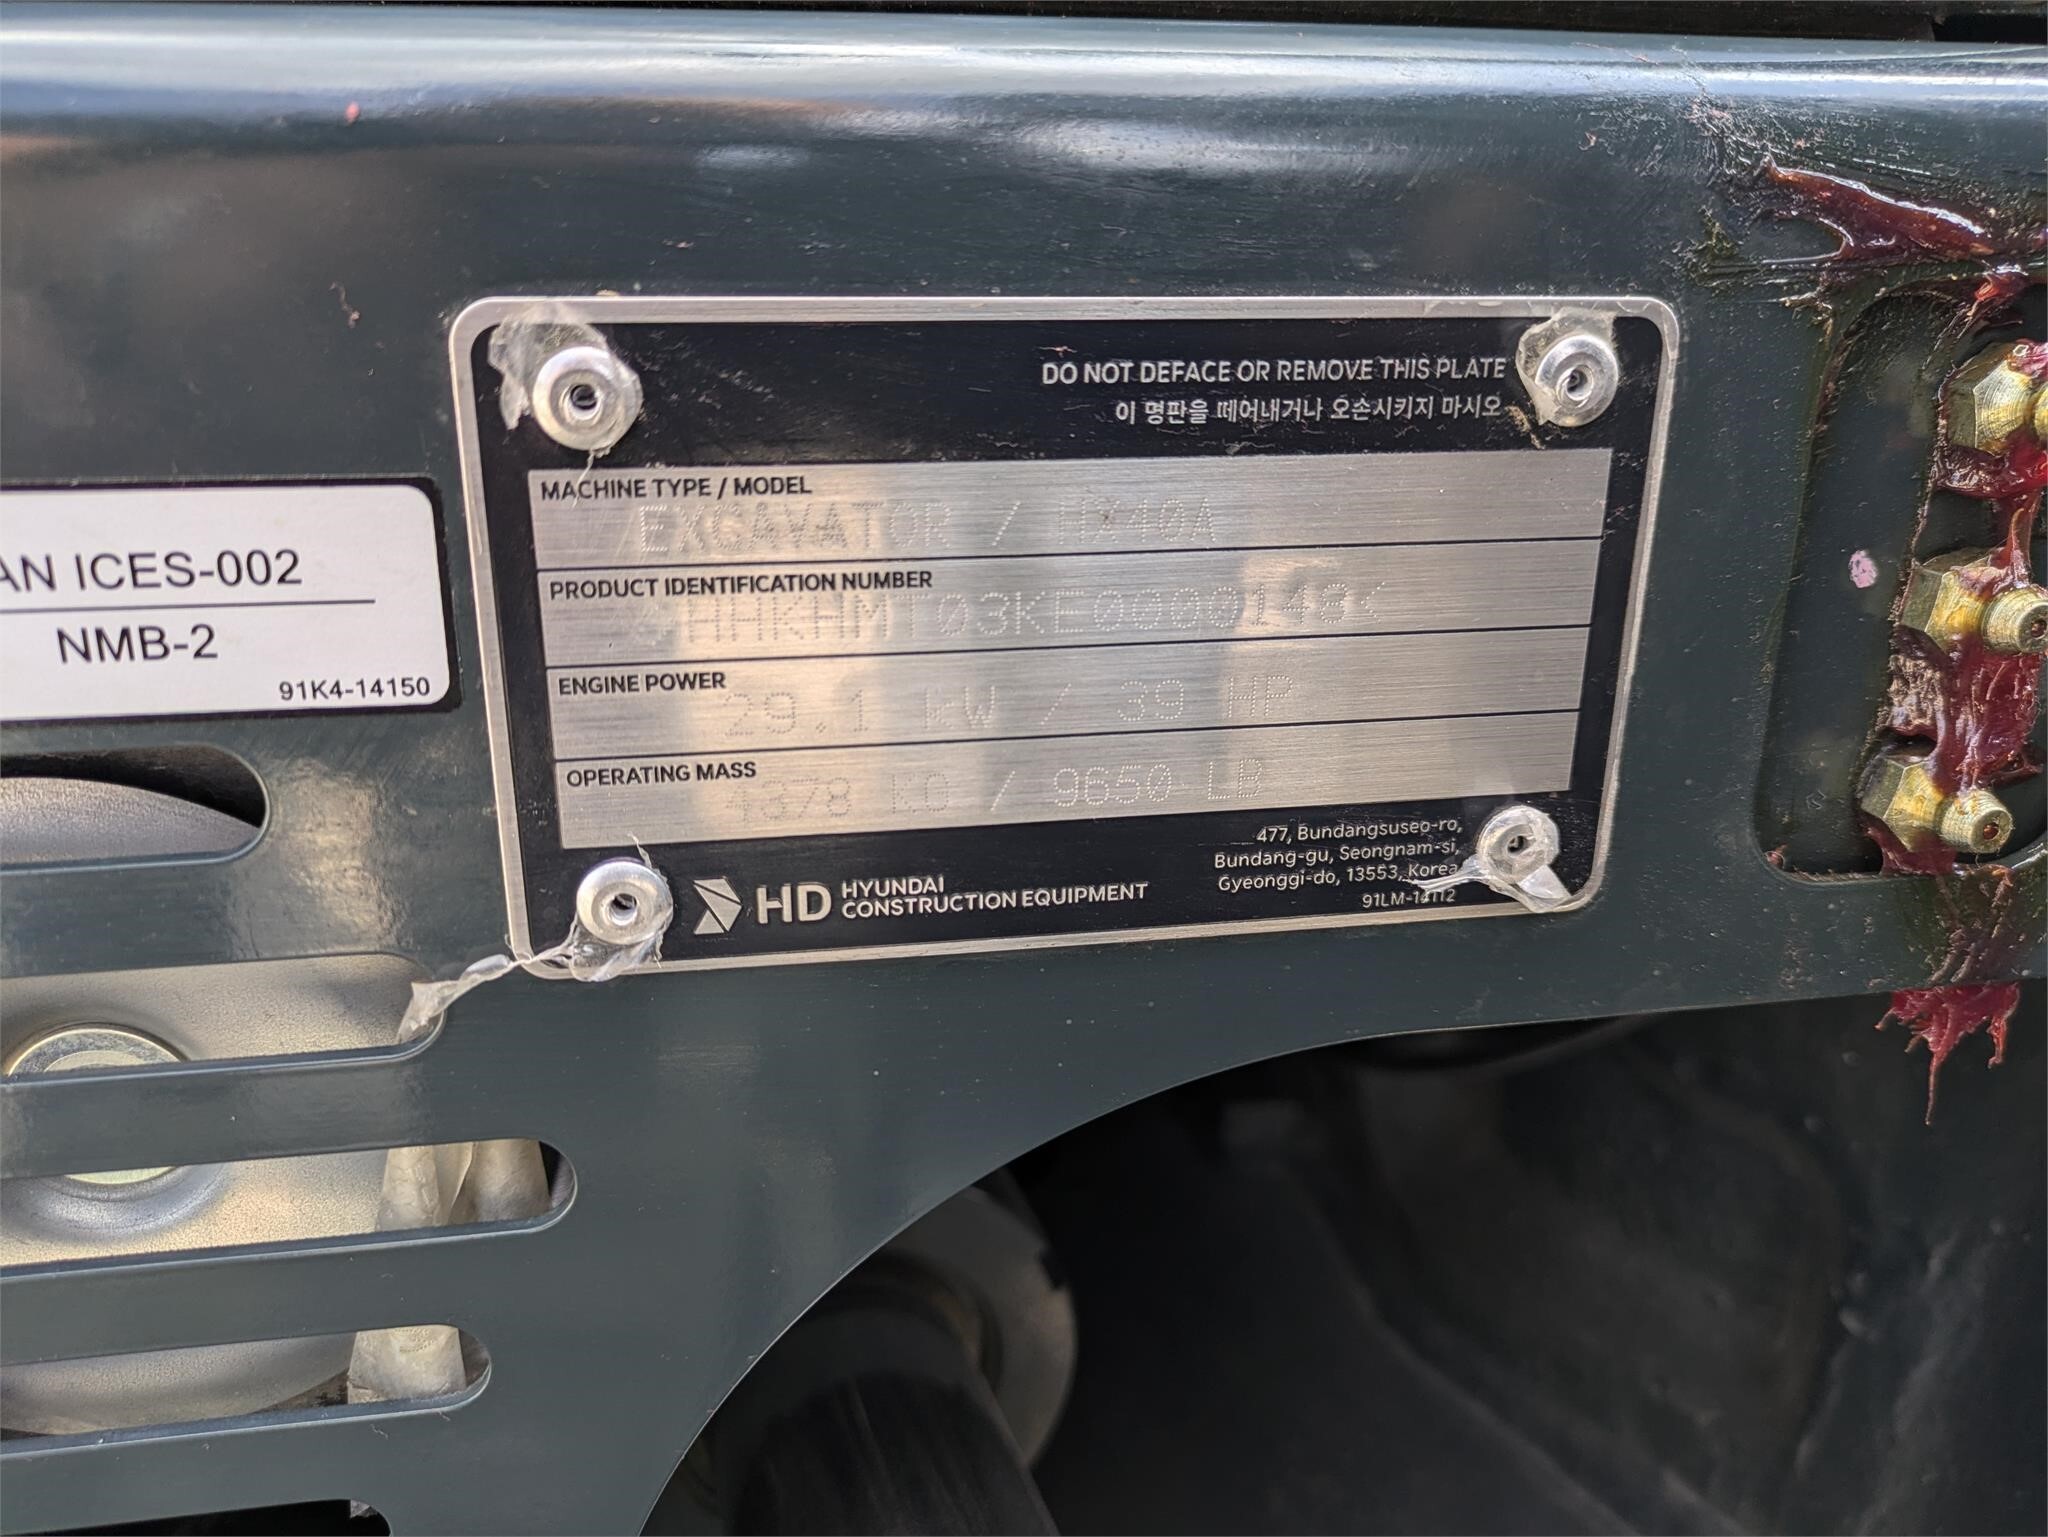 DO NOT DEFACE OR REMOVE THIS PLATE
이 명판을 떼어내거나 오손시키지 마시오
MACHINE TYPE / MODEL
EXCAVATOR / HX40A
PRODUCT IDENTIFICATION NUMBER
HHKHMT03KE0000148<
ENGINE POWER
29.1 kW / 39 HP
OPERATING MASS
4378 KG / 9650 LB
HD HYUNDAI
CONSTRUCTION EQUIPMENT
477, Bundangsuseo-ro,
Bundang-gu, Seongnam-si,
Gyeonggi-do, 13553, Korea
91LM-14112
AN ICES-002
NMB-2
91K4-14150